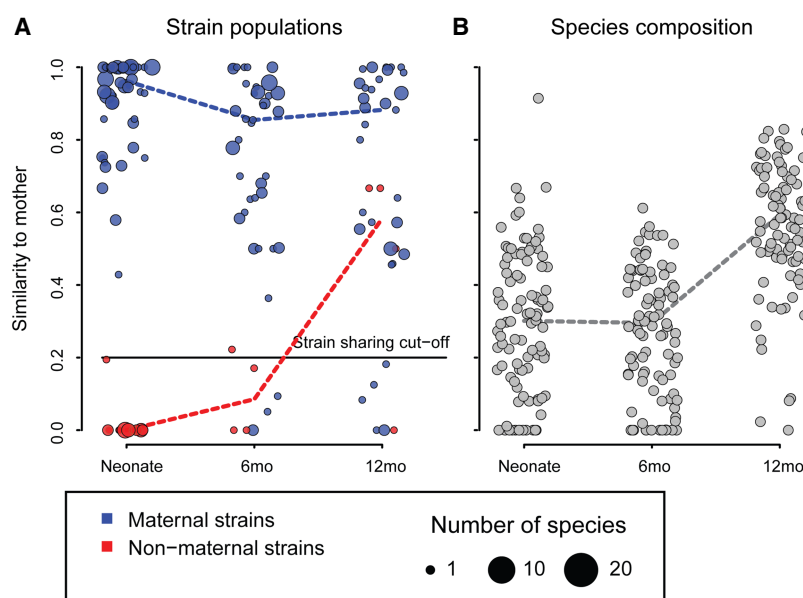 A
Strain populations
B
Species composition
Similarity to mother
1.0
0.8
0.6
0.4
0.2
0.0
Strain sharing cut−off
Neonate 6mo 12mo
Neonate 6mo 12mo
Maternal strains
Non−maternal strains
Number of species
1 10 20